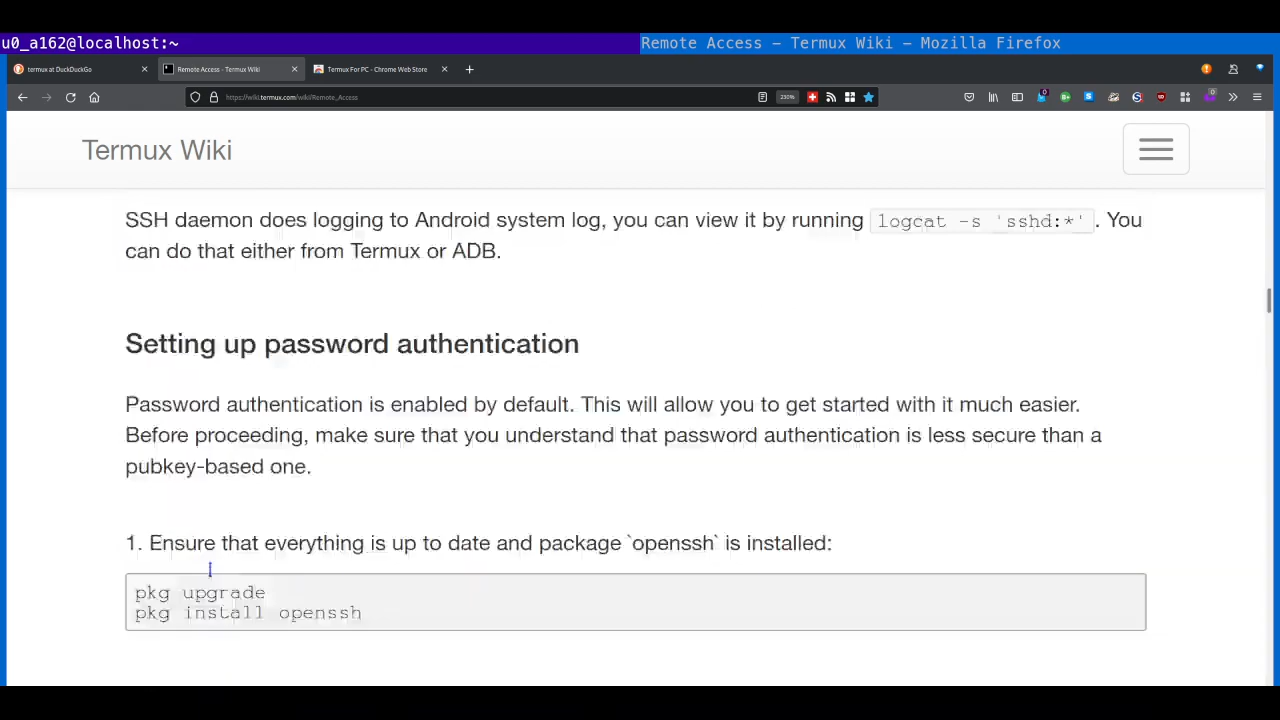 u0_a162@localhost:~
Remote Access — Termux Wiki — Mozilla Firefox
termux at DuckDuckGo
Remote Access - Termux Wiki
Termux For PC - Chrome Web Store
https://wiki.termux.com/wiki/Remote_Access
230%
Termux Wiki
SSH daemon does logging to Android system log, you can view it by running logcat -s 'sshd:*'. You
can do that either from Termux or ADB.
Setting up password authentication
Password authentication is enabled by default. This will allow you to get started with it much easier.
Before proceeding, make sure that you understand that password authentication is less secure than a
pubkey-based one.
1. Ensure that everything is up to date and package `openssh` is installed:
pkg upgrade
pkg install openssh